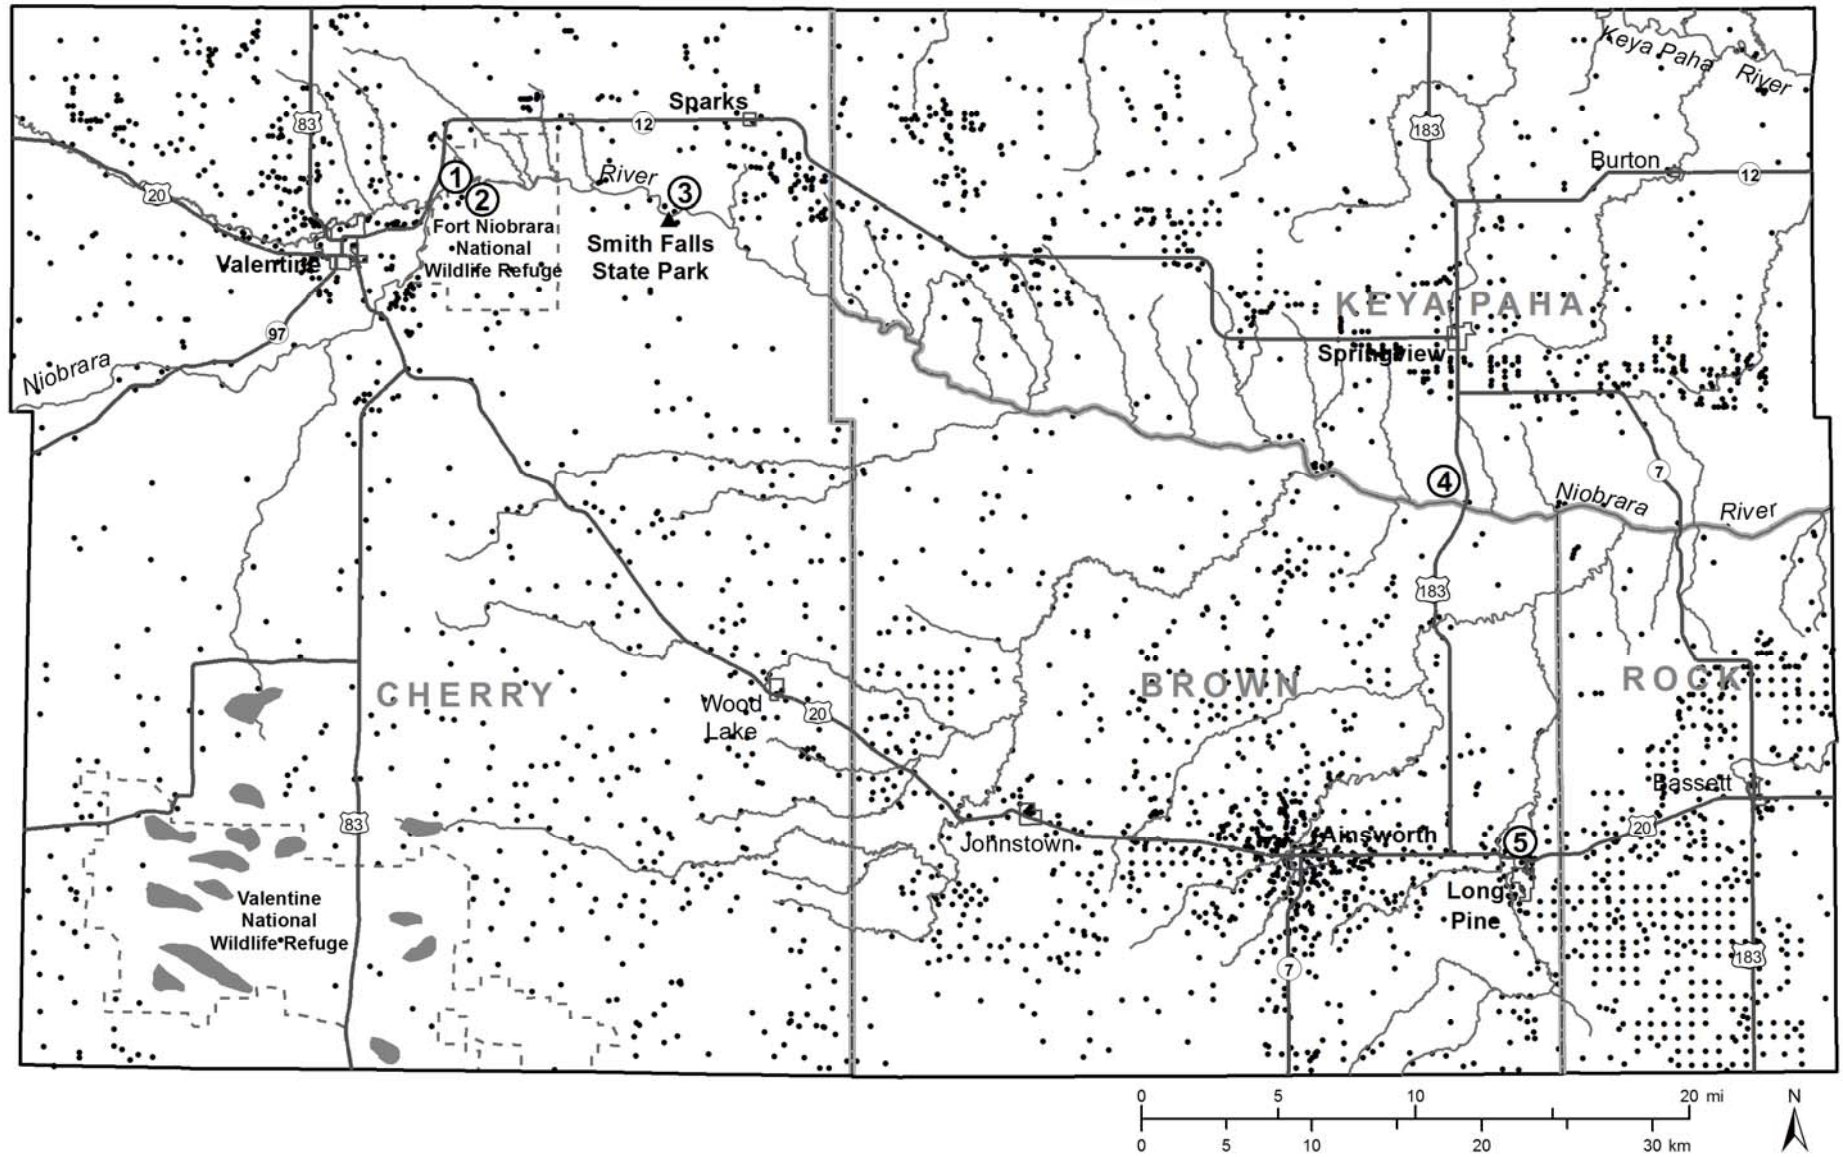 Keya Paha
River
83
Sparks
12
183
Burton
12
20
1
2
River
3
Fort Niobrara
National
Wildlife Refuge
Smith Falls
State Park
Valentine
97
KEYA PAHA
Springview
Niobrara
4
7
Niobrara
River
183
CHERRY
BROWN
ROCK
Wood
Lake
20
Bassett
83
Johnstown
Ainsworth
5
20
Long
Pine
Valentine
National
Wildlife Refuge
7
183
0 5 10 20 mi
N
0 5 10 20 30 km